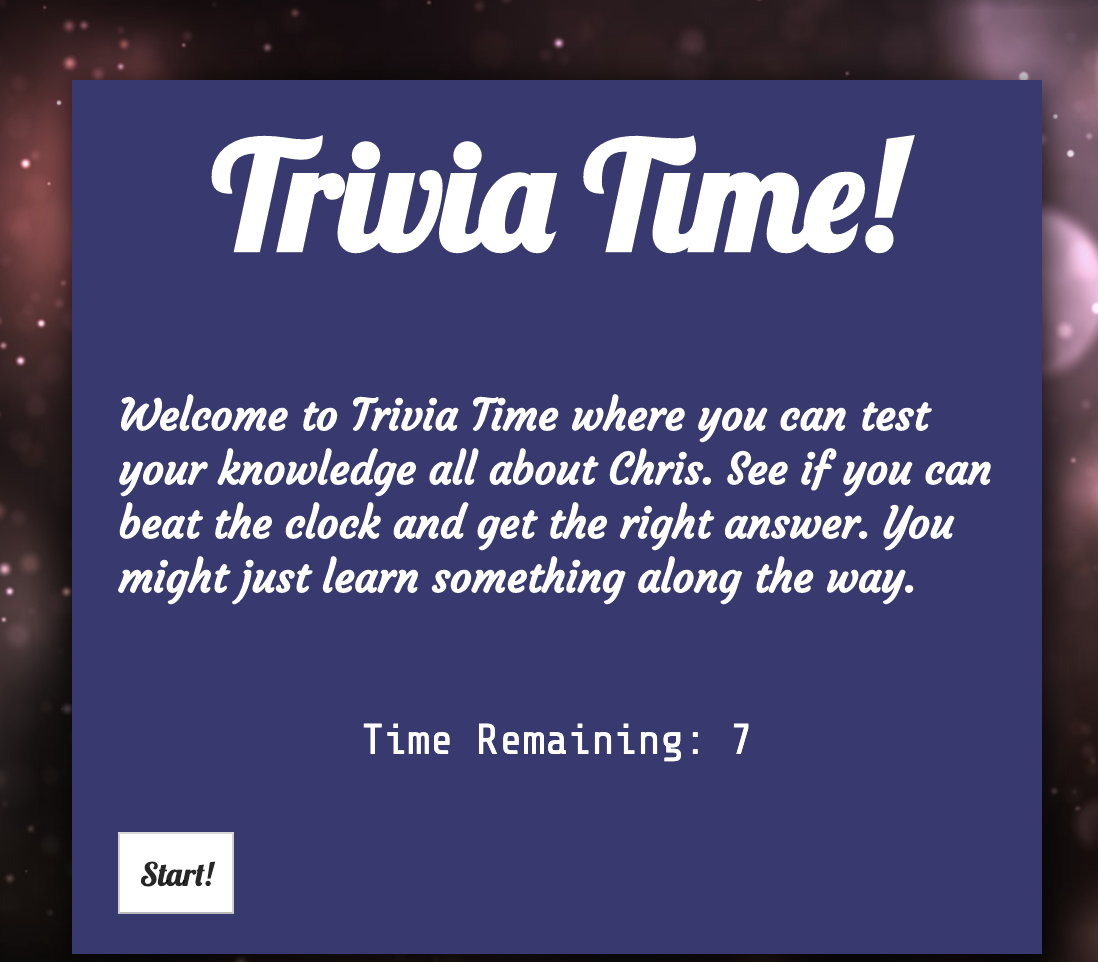 Trivia Time!
Welcome to Trivia Time where you can test
your knowledge all about Chris. See if you can
beat the clock and get the right answer. You
might just learn something along the way.
Time Remaining: 7
Start!